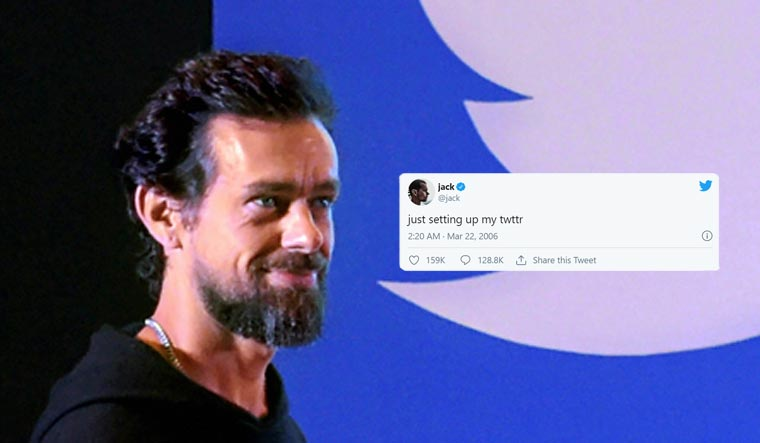 jack
@jack
just setting up my twttr
2:20 AM · Mar 22, 2006
159K 128.8K Share this Tweet